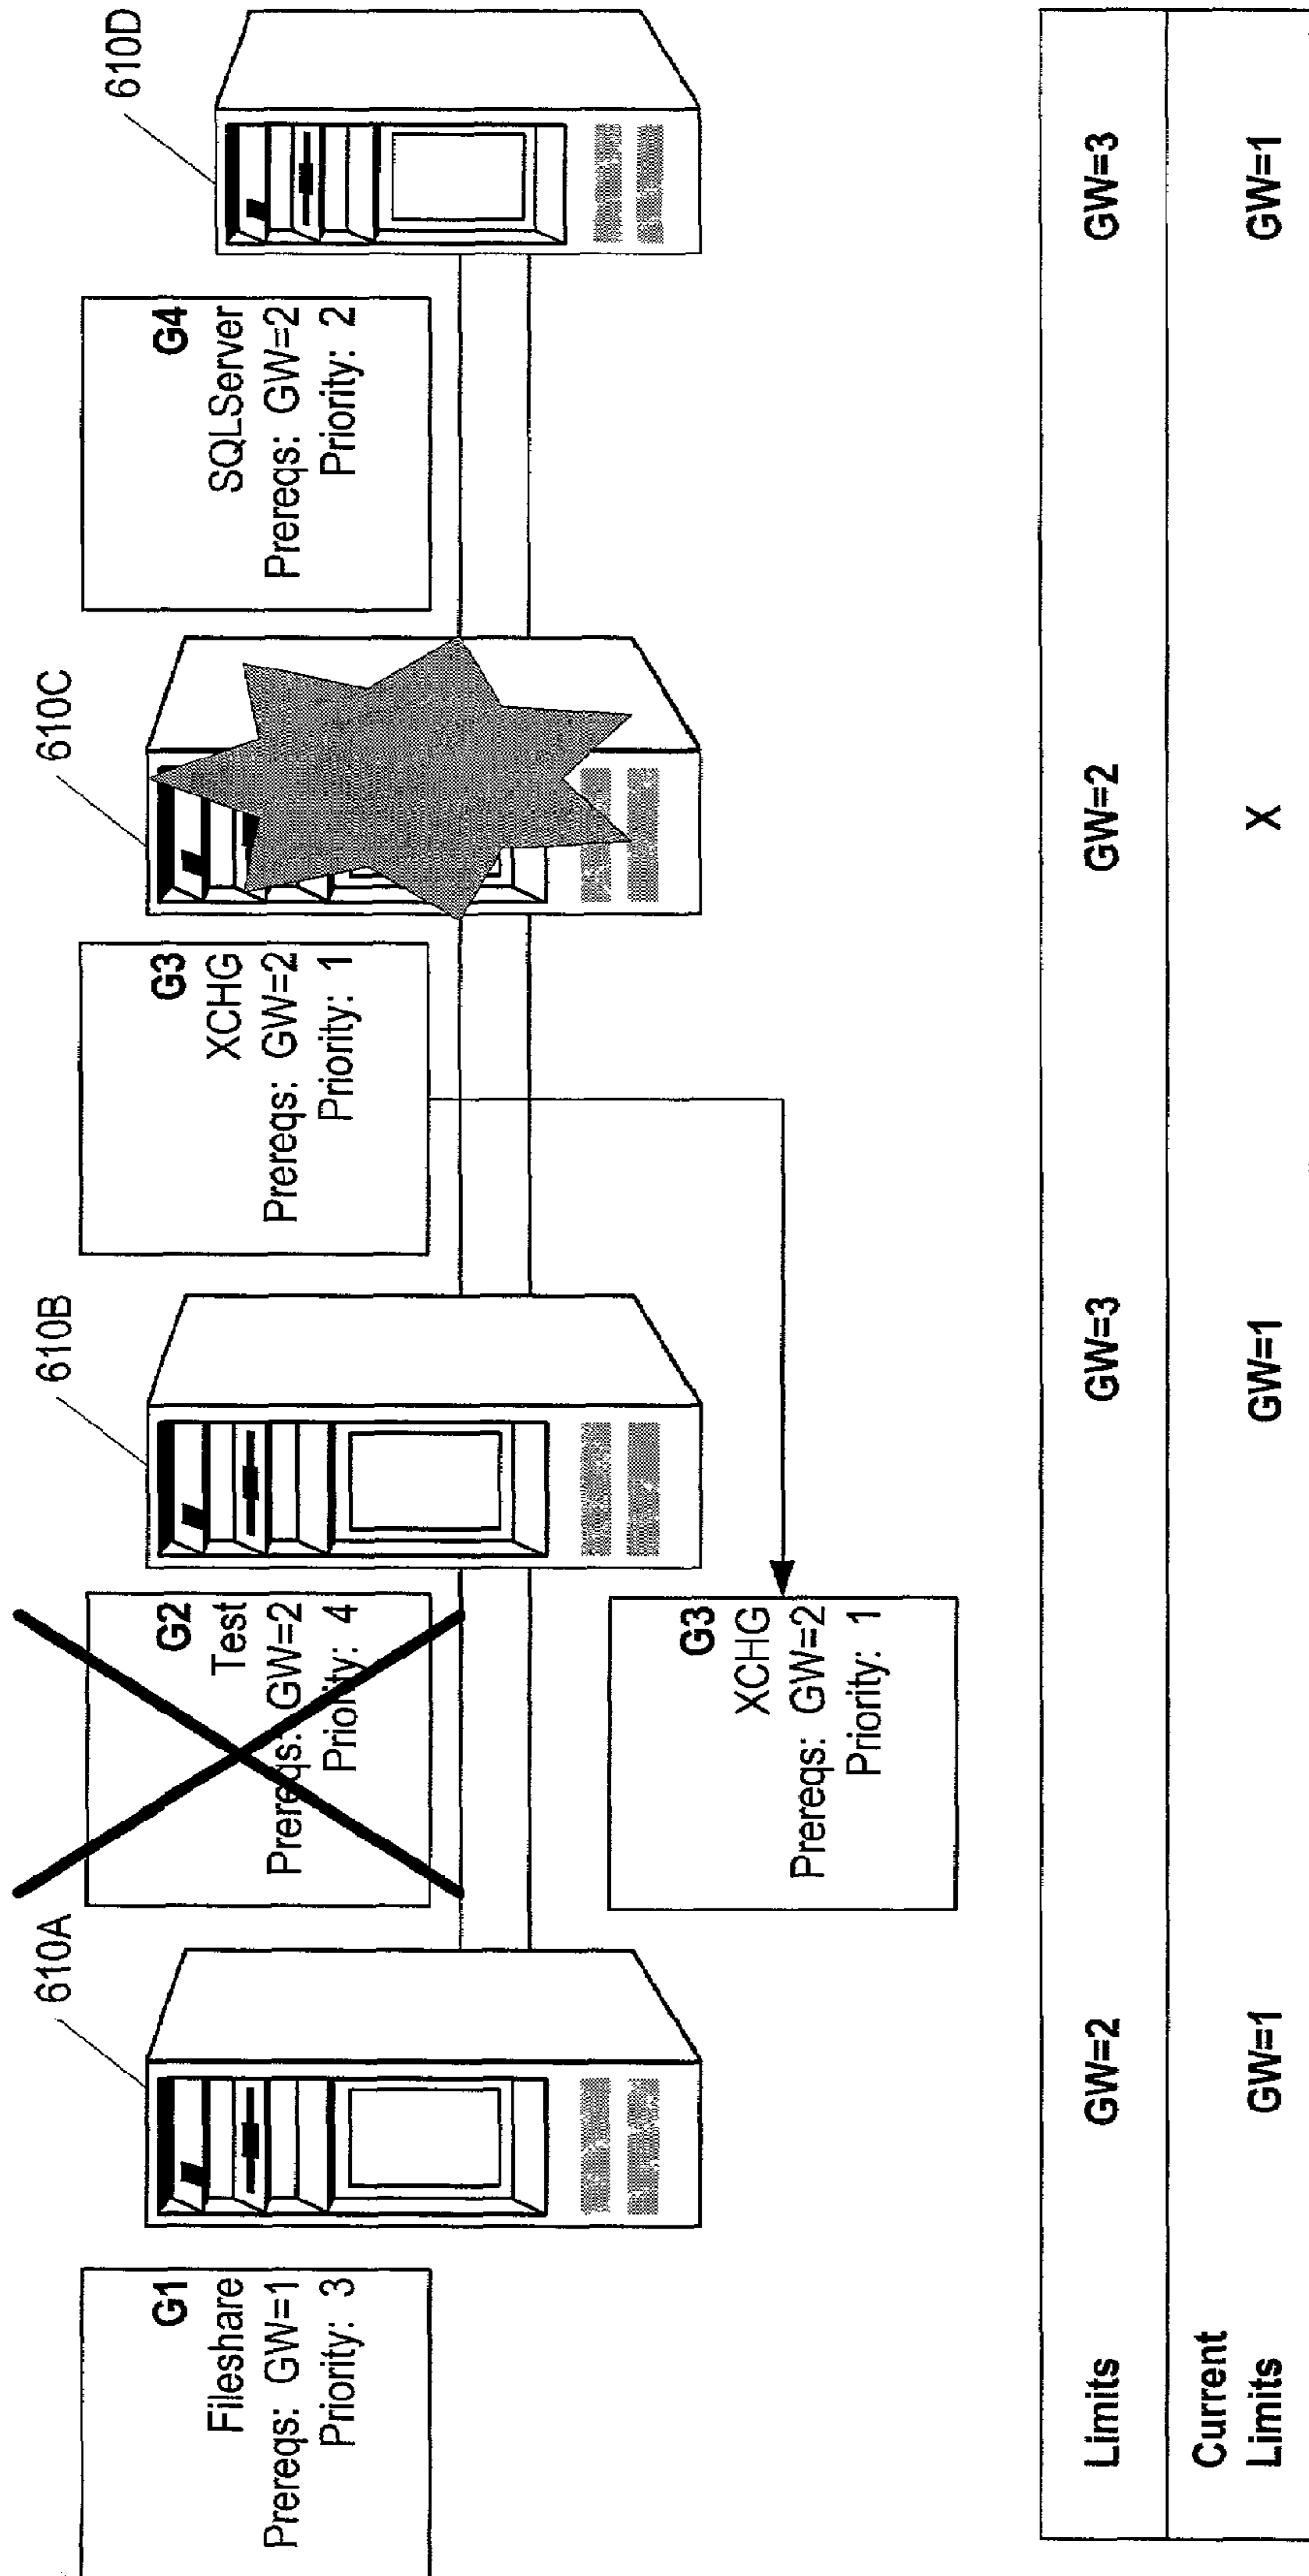 610A
610B
610C
610D
G1
Fileshare
Prereqs: GW=1
Priority: 3
G2
Test
Prereqs: GW=2
Priority: 4
G3
XCHG
Prereqs: GW=2
Priority: 1
G4
SQLServer
Prereqs: GW=2
Priority: 2
G3
XCHG
Prereqs: GW=2
Priority: 1
Limits GW=2 GW=3 GW=2 GW=3
Current
Limits GW=1 GW=1 X GW=1